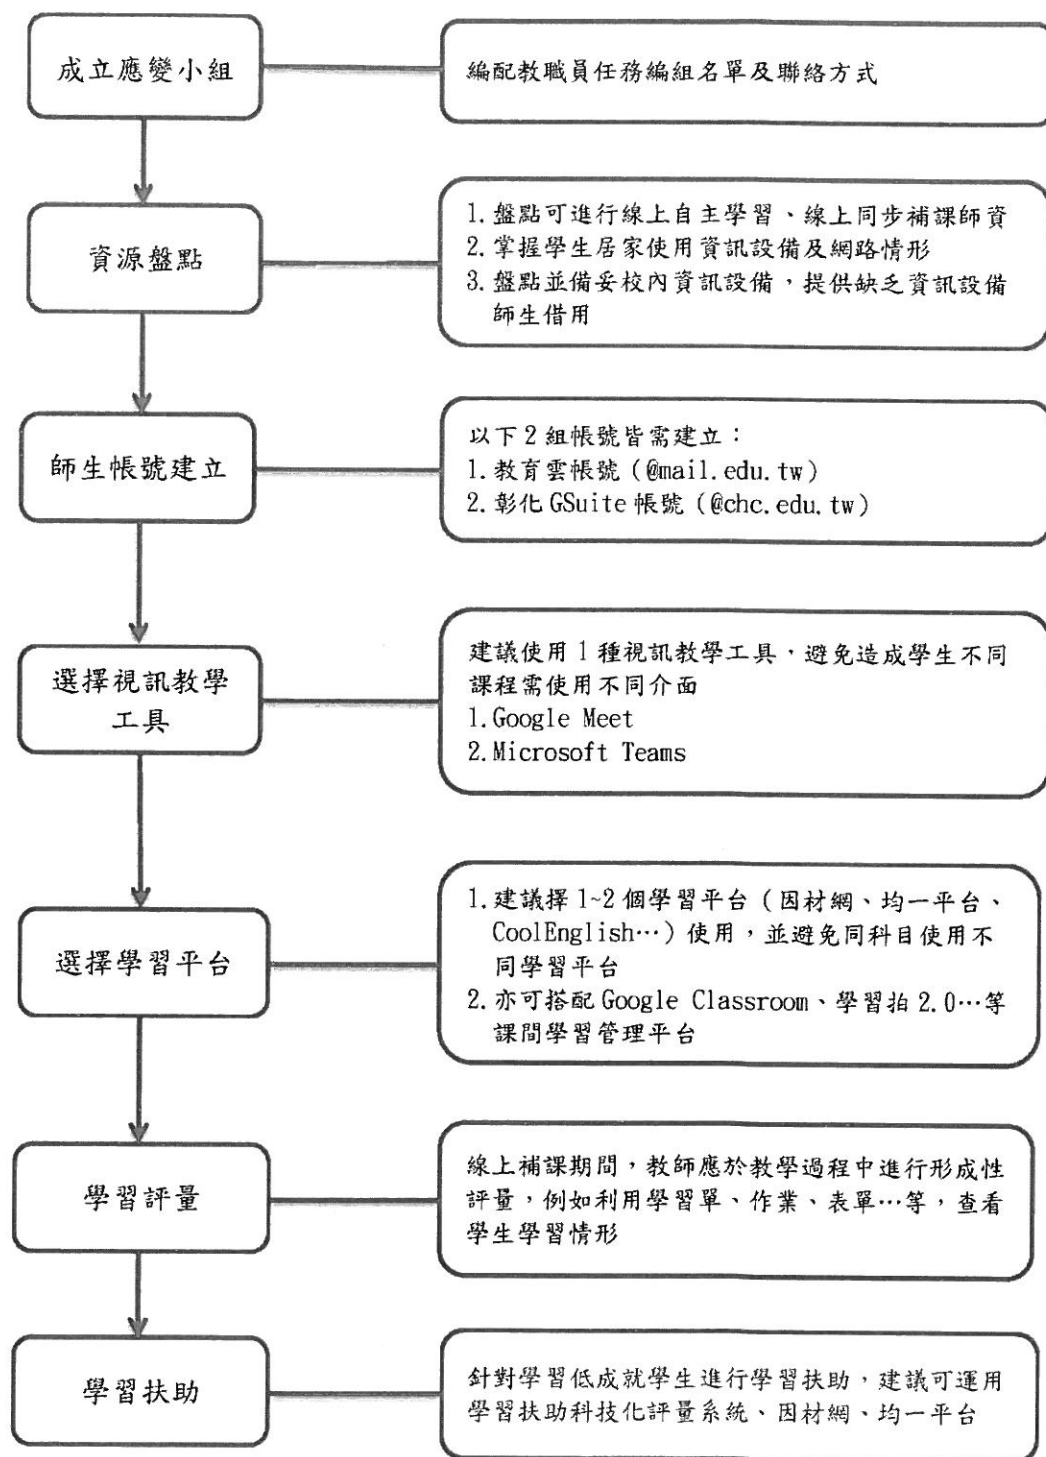 成立應變小組
編配教職員任務編組名單及聯絡方式
資源盤點
1.盤點可進行線上自主學習、線上同步補課師資
2.掌握學生居家使用資訊設備及網路情形
3.盤點並備妥校內資訊設備，提供缺乏資訊設備
師生借用
師生帳號建立
以下2組帳號皆需建立：
1.教育雲帳號（@mail.edu.tw）
2.彰化GSuite帳號（@chc.edu.tw）
選擇視訊教學
工具
建議使用1種視訊教學工具，避免造成學生不同
課程需使用不同介面
1.Google Meet
2.Microsoft Teams
選擇學習平台
1.建議擇1~2個學習平台（因材網、均一平台、
CoolEnglish…）使用，並避免同科目使用不
同學習平台
2.亦可搭配Google Classroom、學習拍2.0…等
課間學習管理平台
學習評量
線上補課期間，教師應於教學過程中進行形成性
評量，例如利用學習單、作業、表單…等，查看
學生學習情形
學習扶助
針對學習低成就學生進行學習扶助，建議可運用
學習扶助科技化評量系統、因材網、均一平台